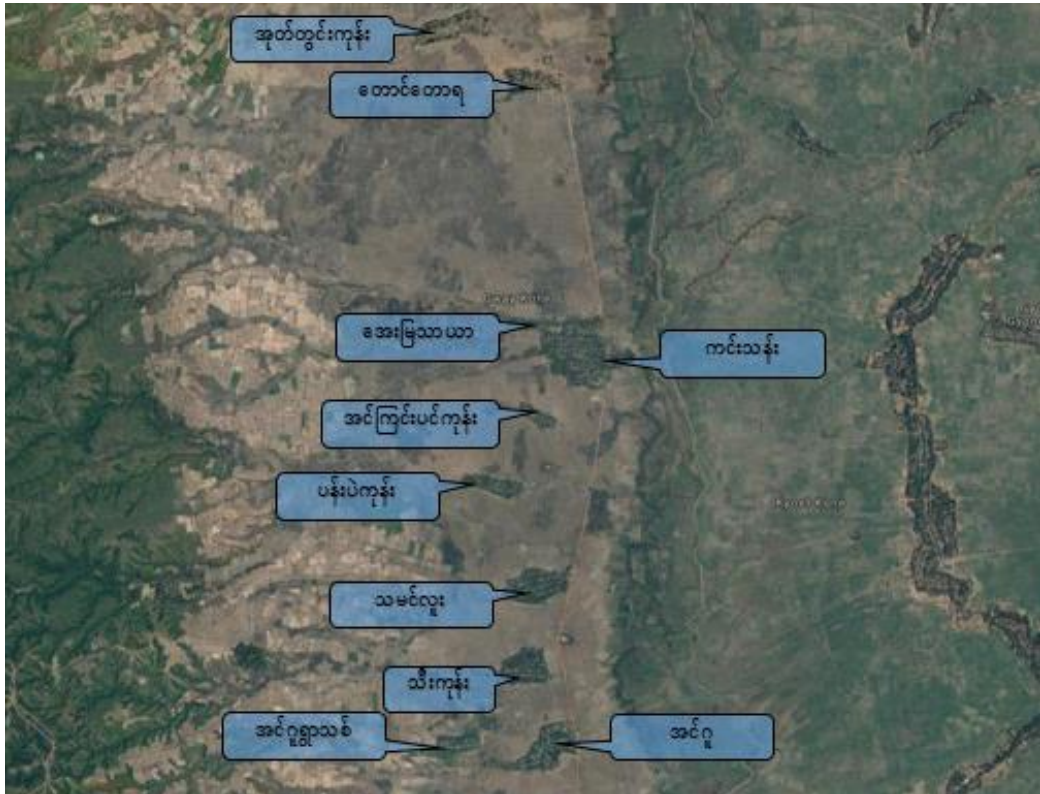 အုတ်တွင်းကုန်း
တောင်တောရ
အေးမြသာယာ
ကင်းသန်း
အင်ကြင်းပင်ကုန်း
ပန်းပဲကုန်း
သမင်လူး
သီးကုန်း
အင်ဂူရွာသစ်
အင်ဂူ